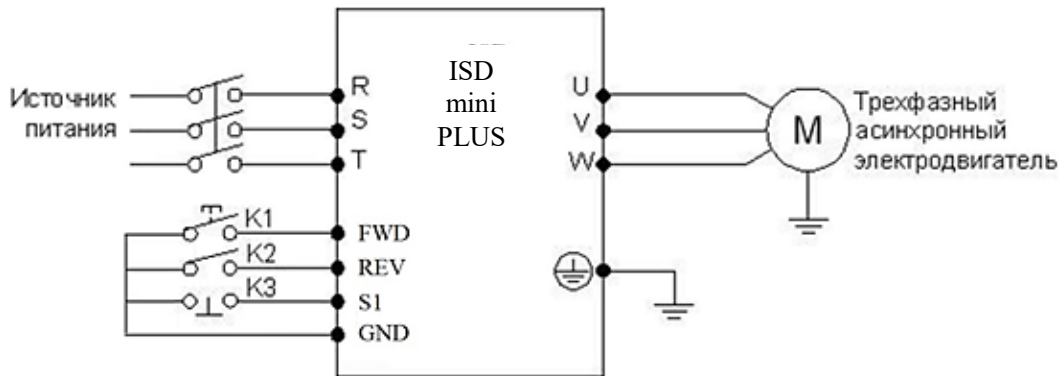 ISD
mini
PLUS
Источник
питания
R
S
T
U
V
W
M
Трехфазный
асинхронный
электродвигатель
K1
FWD
K2
REV
K3
S1
GND